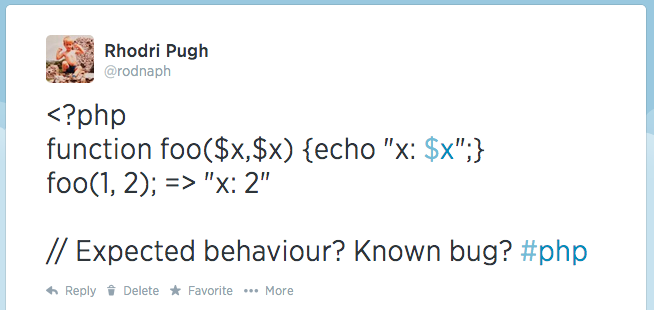 Rhodri Pugh
@rodnaph
<?php
function foo($x,$x) {echo "x: $x";}
foo(1, 2); => "x: 2"
// Expected behaviour? Known bug? #php
Reply Delete Favorite More